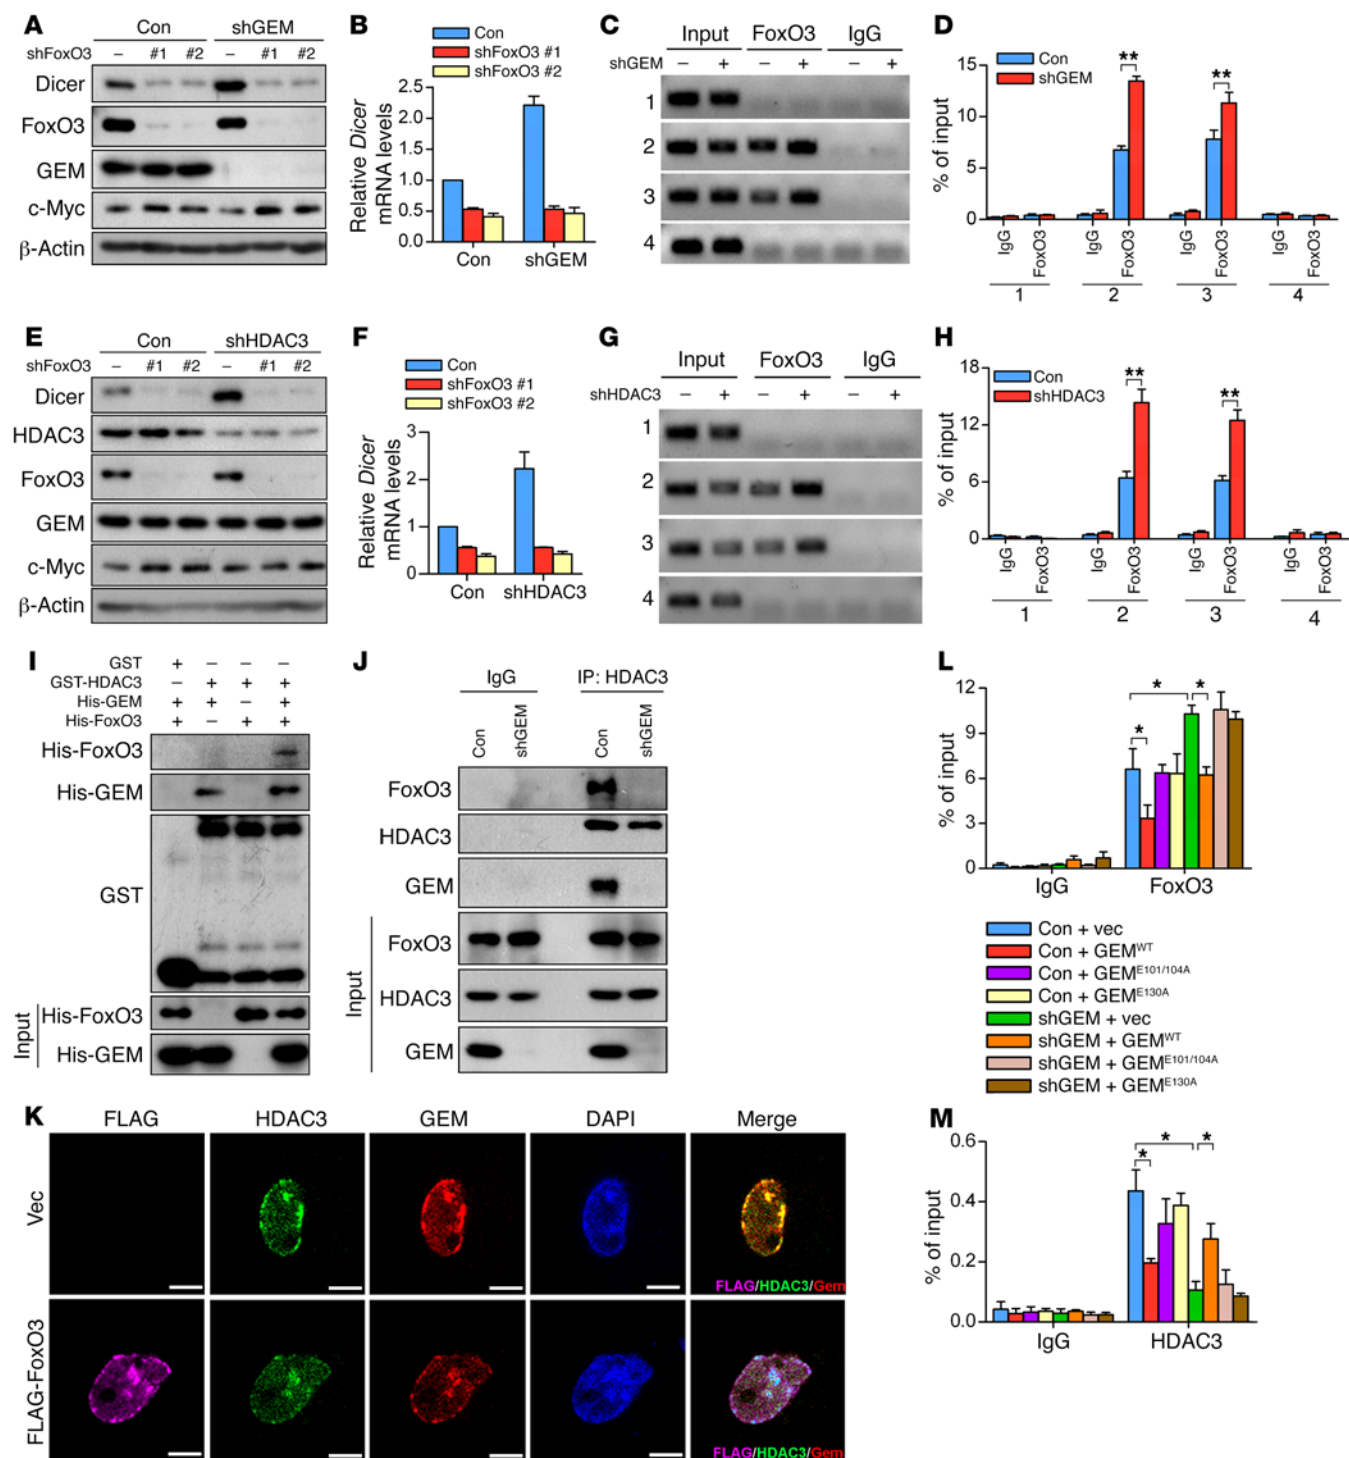 A
Con shGEM
shFoxO3 – #1 #2 – #1 #2
Dicer
FoxO3
GEM
c-Myc
β-Actin
B
Con
shFoxO3 #1
shFoxO3 #2
Relative Dicer
mRNA levels
2.5
2.0
1.5
1.0
0.5
0.0
Con shGEM
C
Input FoxO3 IgG
shGEM – + – + – +
1
2
3
4
D
Con
shGEM
% of input
15
10
5
0
** **
IgG FoxO3 IgG FoxO3 IgG FoxO3 IgG FoxO3
1 2 3 4
E
Con shHDAC3
shFoxO3 – #1 #2 – #1 #2
Dicer
HDAC3
FoxO3
GEM
c-Myc
β-Actin
F
Con
shFoxO3 #1
shFoxO3 #2
Relative Dicer
mRNA levels
3
2
1
0
Con shHDAC3
G
Input FoxO3 IgG
shHDAC3 – + – + – +
1
2
3
4
H
Con
shHDAC3
% of input
18
12
6
0
** **
IgG FoxO3 IgG FoxO3 IgG FoxO3 IgG FoxO3
1 2 3 4
I
GST + – – –
GST-HDAC3 – + + +
His-GEM + + – +
His-FoxO3 + – + +
His-FoxO3
His-GEM
GST
Input
His-FoxO3
His-GEM
J
IgG IP: HDAC3
Con shGEM Con shGEM
FoxO3
HDAC3
GEM
Input
FoxO3
HDAC3
GEM
L
% of input
12
9
6
3
0
* * *
IgG FoxO3
Con + vec
Con + GEMWT
Con + GEME101/104A
Con + GEME130A
shGEM + vec
shGEM + GEMWT
shGEM + GEME101/104A
shGEM + GEME130A
K
FLAG HDAC3 GEM DAPI Merge
Vec
FLAG/HDAC3/Gem
FLAG-FoxO3
FLAG/HDAC3/Gem
M
% of input
0.6
0.4
0.2
0.0
* * *
IgG HDAC3